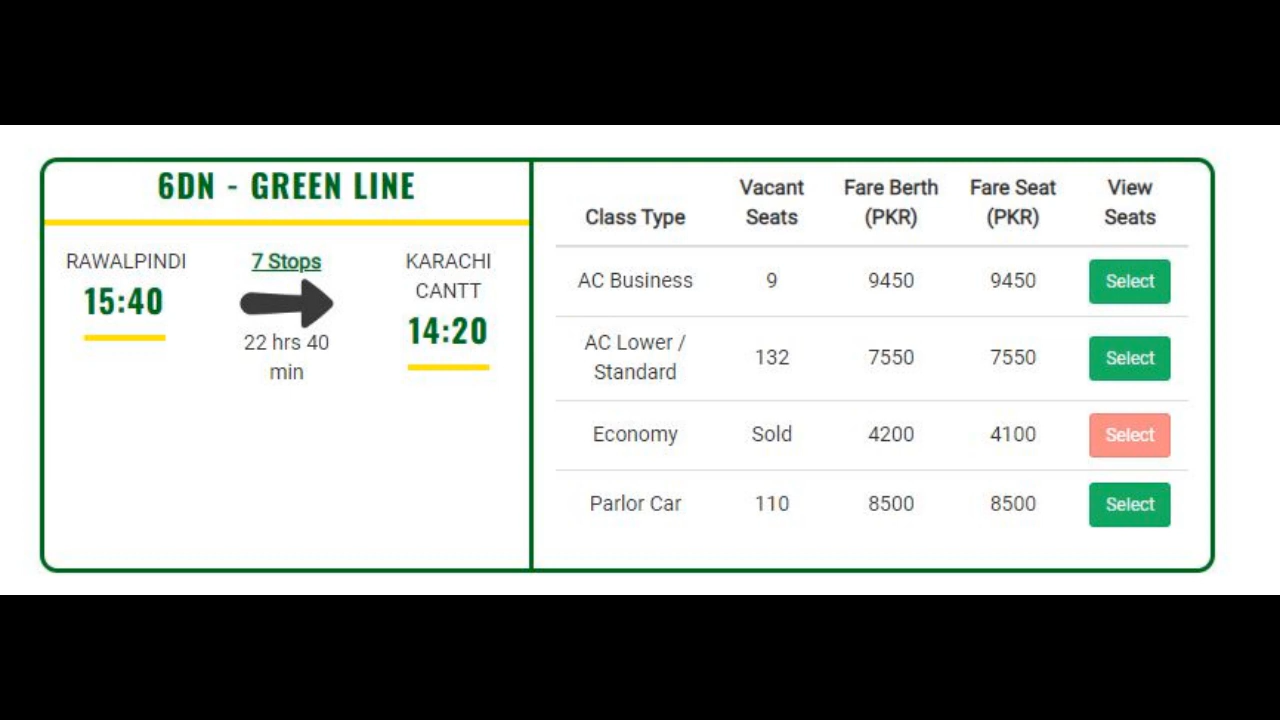 6DN - GREEN LINE
RAWALPINDI
15:40
7 Stops
22 hrs 40
min
KARACHI
CANTT
14:20
Class Type
Vacant
Seats
Fare Berth
(PKR)
Fare Seat
(PKR)
View
Seats
AC Business 9 9450 9450 Select
AC Lower /
Standard
132 7550 7550 Select
Economy Sold 4200 4100 Select
Parlor Car 110 8500 8500 Select